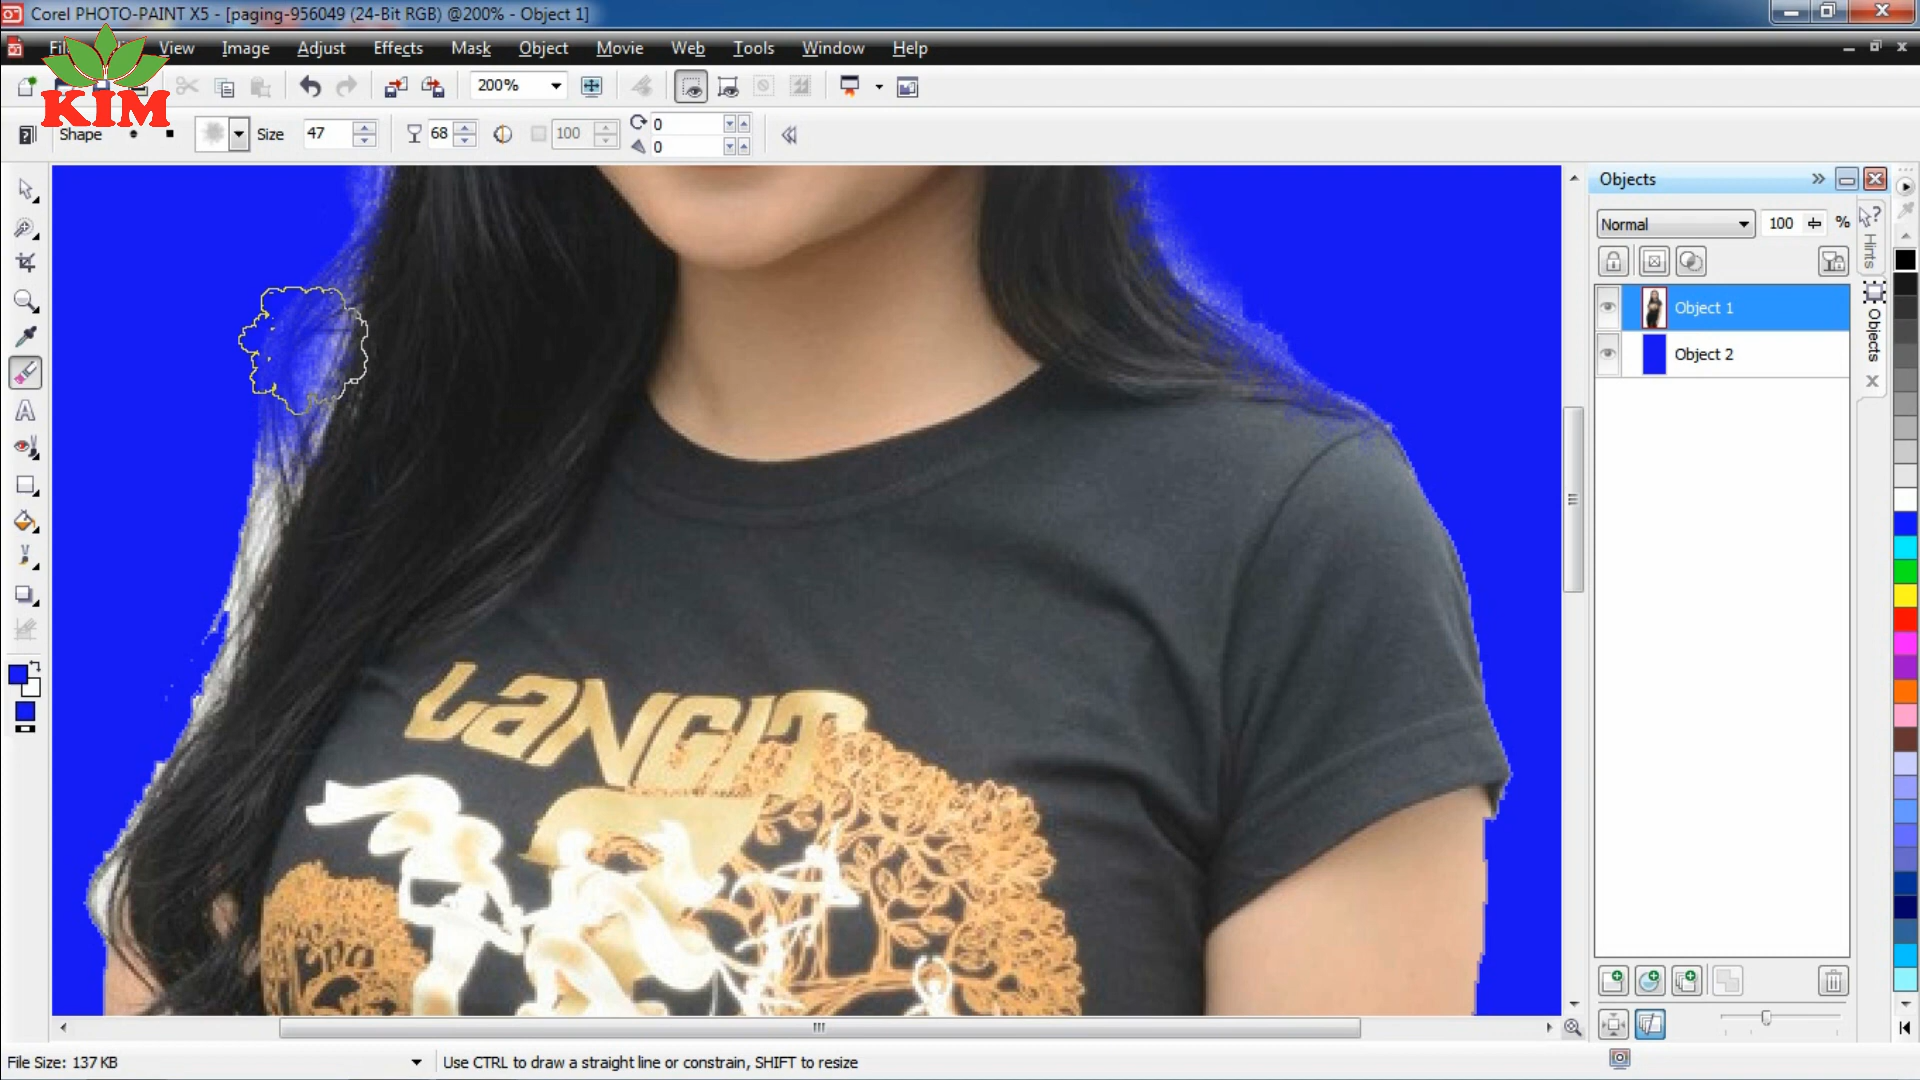 Corel PHOTO-PAINT X5 - [paging-956049 (24-Bit RGB) @200% - Object 1]
View Image Adjust Effects Mask Object Movie Web Tools Window Help
KIM
200%
Shape Size 47 68 100 0
0
Objects
Normal 100 %
Hints
Object 1
Objects
Object 2
LANGIT
File Size: 137 KB Use CTRL to draw a straight line or constrain, SHIFT to resize